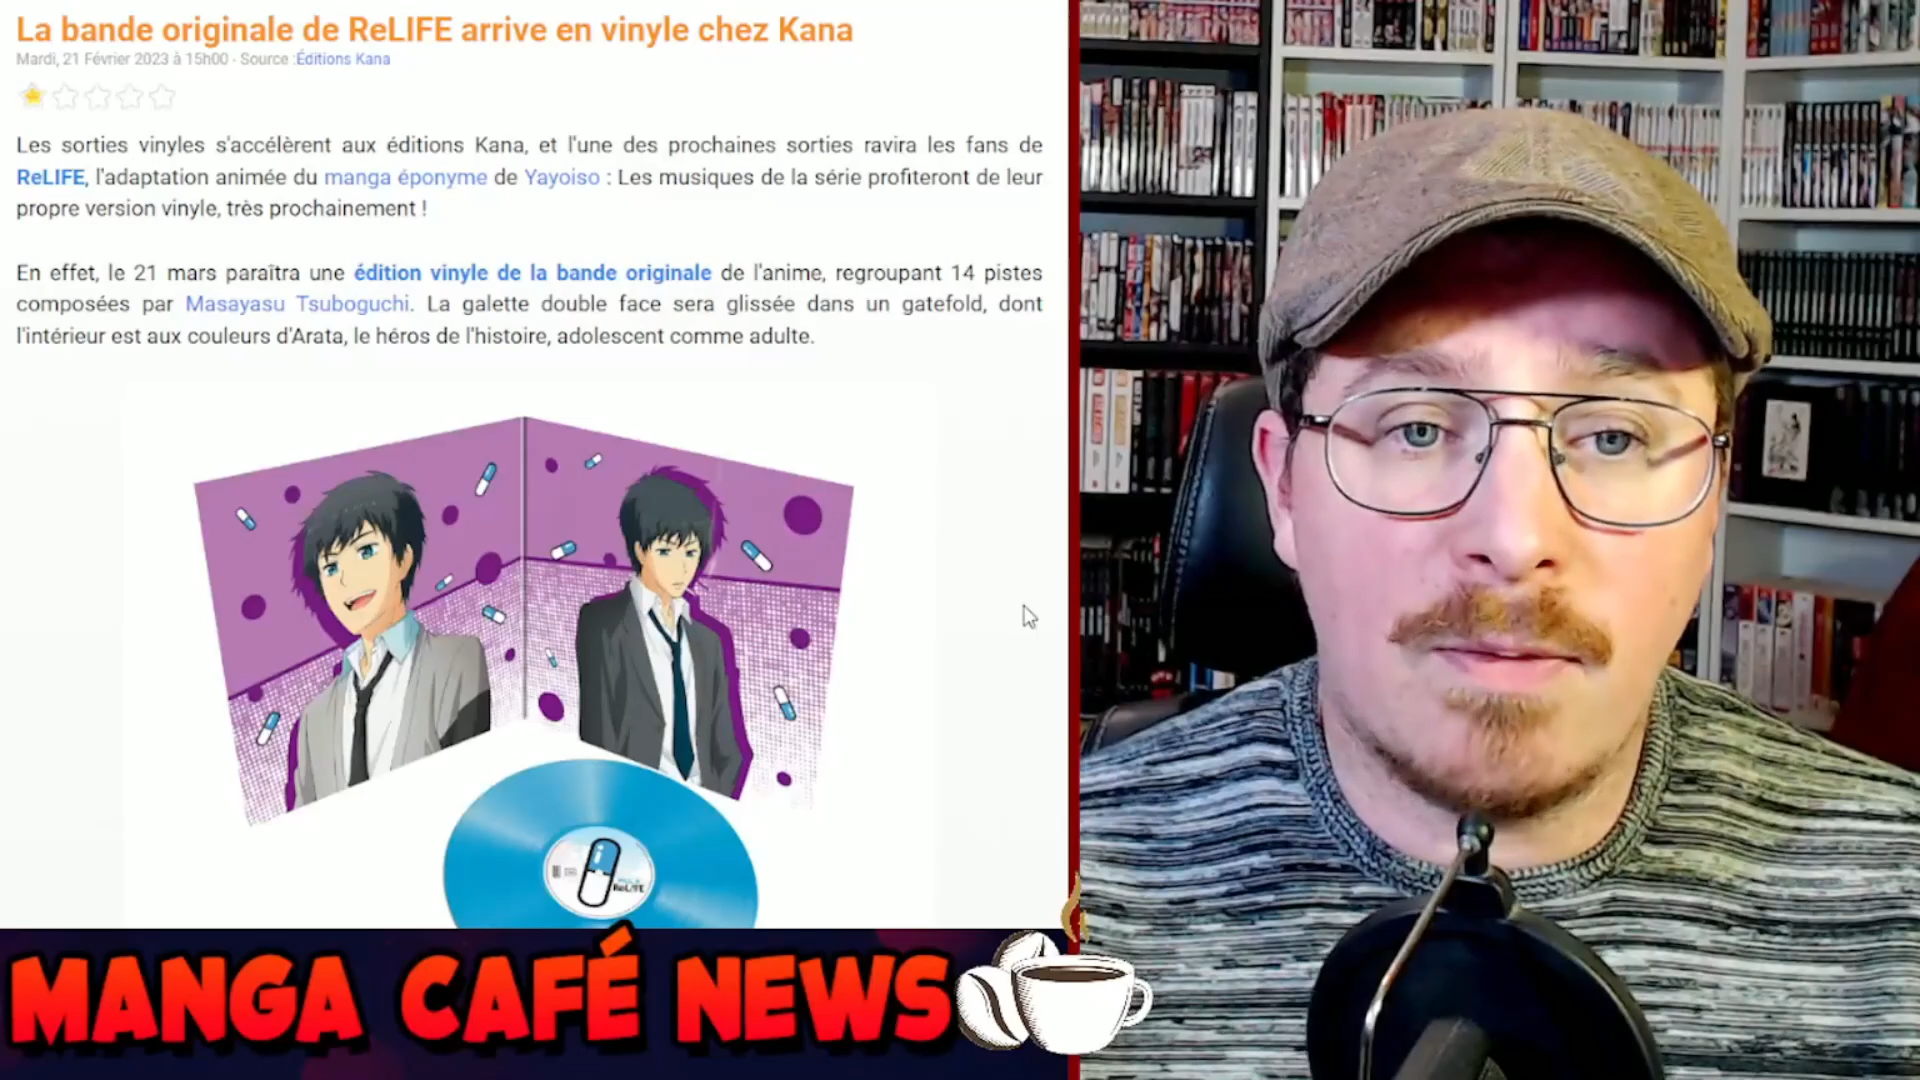 La bande originale de ReLIFE arrive en vinyle chez Kana
Mardi, 21 Février 2023 à 15h00 - Source :Éditions Kana
Les sorties vinyles s'accélèrent aux éditions Kana, et l'une des prochaines sorties ravira les fans de
ReLIFE, l'adaptation animée du manga éponyme de Yayoiso : Les musiques de la série profiteront de leur
propre version vinyle, très prochainement !
En effet, le 21 mars paraîtra une édition vinyle de la bande originale de l'anime, regroupant 14 pistes
composées par Masayasu Tsuboguchi. La galette double face sera glissée dans un gatefold, dont
l'intérieur est aux couleurs d'Arata, le héros de l'histoire, adolescent comme adulte.
ReLIFE
MANGA CAFÉ NEWS